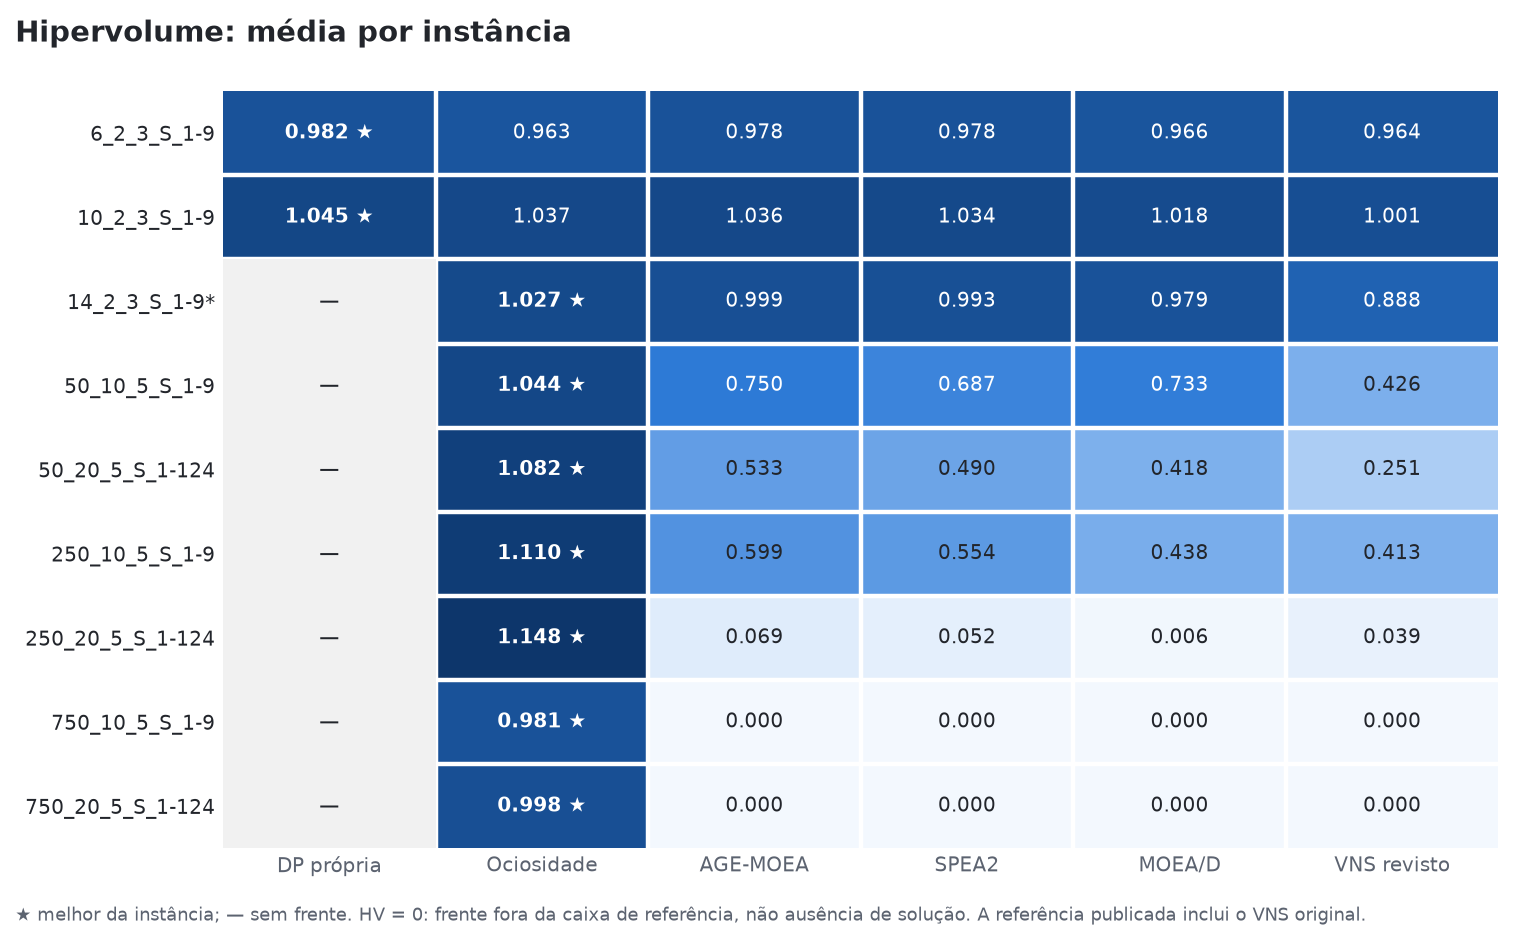 Hipervolume: média por instância
6_2_3_S_1-9 0.982 ★ 0.963 0.978 0.978 0.966 0.964
10_2_3_S_1-9 1.045 ★ 1.037 1.036 1.034 1.018 1.001
14_2_3_S_1-9* — 1.027 ★ 0.999 0.993 0.979 0.888
50_10_5_S_1-9 — 1.044 ★ 0.750 0.687 0.733 0.426
50_20_5_S_1-124 — 1.082 ★ 0.533 0.490 0.418 0.251
250_10_5_S_1-9 — 1.110 ★ 0.599 0.554 0.438 0.413
250_20_5_S_1-124 — 1.148 ★ 0.069 0.052 0.006 0.039
750_10_5_S_1-9 — 0.981 ★ 0.000 0.000 0.000 0.000
750_20_5_S_1-124 — 0.998 ★ 0.000 0.000 0.000 0.000
DP própria Ociosidade AGE-MOEA SPEA2 MOEA/D VNS revisto
★ melhor da instância; — sem frente. HV = 0: frente fora da caixa de referência, não ausência de solução. A referência publicada inclui o VNS original.